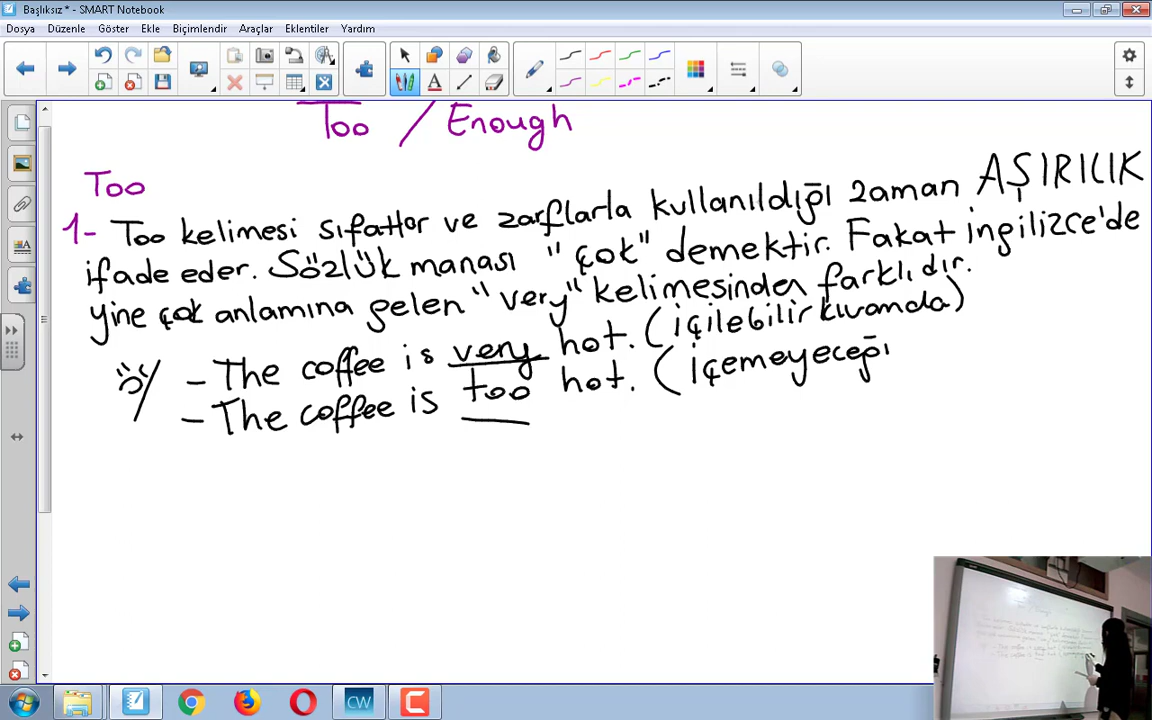 Başlıksız * - SMART Notebook
Dosya Düzenle Göster Ekle Biçimlendir Araçlar Eklentiler Yardım
Too / Enough
Too
1- Too kelimesi sıfatlar ve zarflarla kullanıldığı zaman AŞIRILIK
ifade eder. Sözlük manası "çok" demektir. Fakat ingilizce'de
yine çok anlamına gelen "very" kelimesinden farklıdır.
- The coffee is very hot. (içilebilir kıvamda)
- The coffee is too hot. (içemeyeceği
CW
C